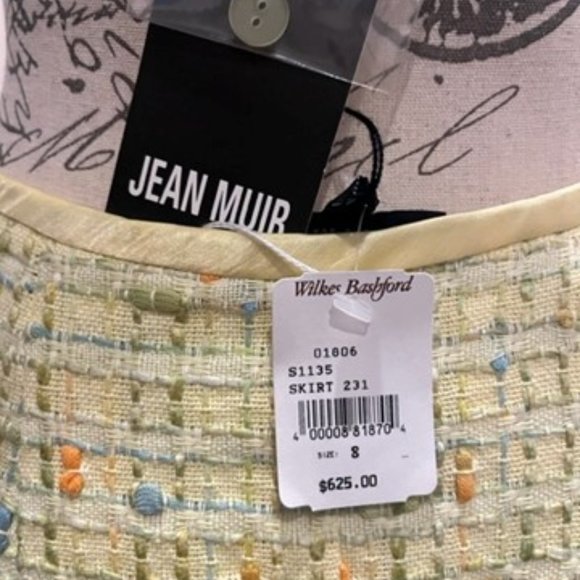 JEAN MUIR
Wilkes Bashford
01806
S1135
SKIRT 231
4 00008 81870 4
SIZE: 8
$625.00